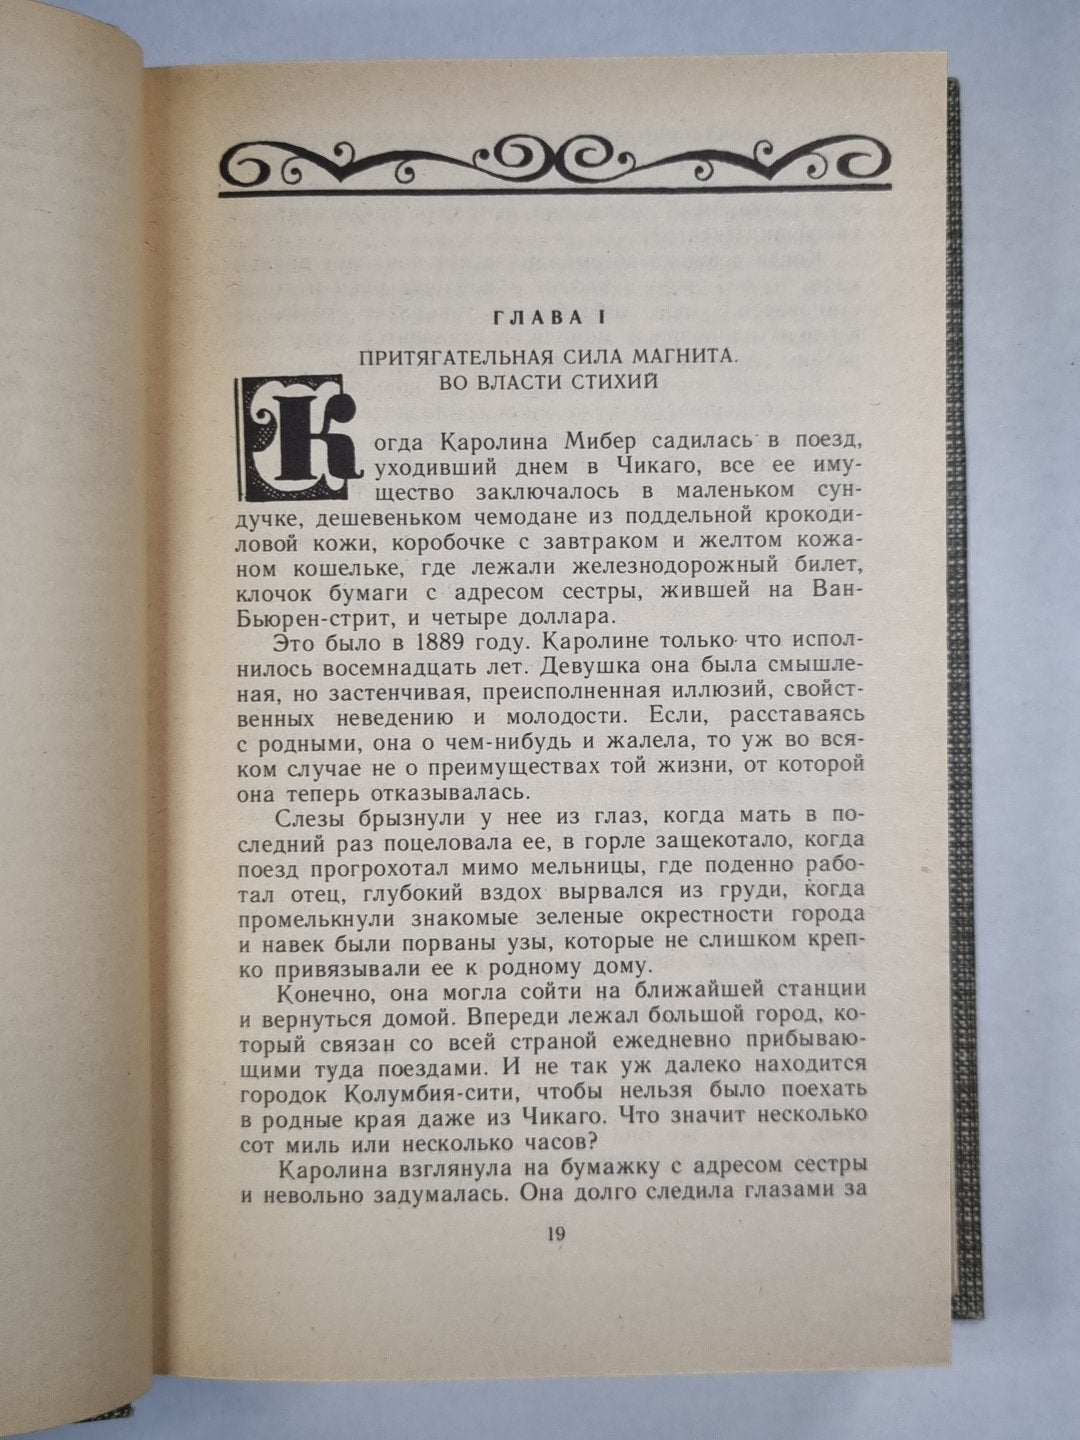 ГЛАВА I
ПРИТЯГАТЕЛЬНАЯ СИЛА МАГНИТА.
ВО ВЛАСТИ СТИХИЙ
Когда Каролина Мибер садилась в поезд,
уходивший днем в Чикаго, все ее иму-
щество заключалось в маленьком сун-
дучке, дешевеньком чемодане из поддельной крокоди-
ловой кожи, коробочке с завтраком и желтом кожа-
ном кошельке, где лежали железнодорожный билет,
клочок бумаги с адресом сестры, жившей на Ван-
Бьюрен-стрит, и четыре доллара.
Это было в 1889 году. Каролине только что испол-
нилось восемнадцать лет. Девушка она была смышле-
ная, но застенчивая, преисполненная иллюзий, свойст-
венных неведению и молодости. Если, расставаясь
с родными, она о чем-нибудь и жалела, то уж во вся-
ком случае не о преимуществах той жизни, от которой
она теперь отказывалась.
Слезы брызнули у нее из глаз, когда мать в по-
следний раз поцеловала ее, в горле защекотало, когда
поезд прогрохотал мимо мельницы, где поденно рабо-
тал отец, глубокий вздох вырвался из груди, когда
промелькнули знакомые зеленые окрестности города
и навек были порваны узы, которые не слишком креп-
ко привязывали ее к родному дому.
Конечно, она могла сойти на ближайшей станции
и вернуться домой. Впереди лежал большой город, ко-
торый связан со всей страной ежедневно прибываю-
щими туда поездами. И не так уж далеко находится
городок Колумбия-сити, чтобы нельзя было поехать
в родные края даже из Чикаго. Что значит несколько
сот миль или несколько часов?
Каролина взглянула на бумажку с адресом сестры
и невольно задумалась. Она долго следила глазами за
19